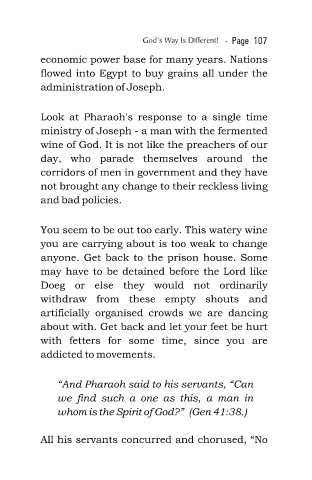 God's Way Is Different! · Page 107
economic power base for many years. Nations
flowed into Egypt to buy grains all under the
administration of Joseph.
Look at Pharaoh's response to a single time
ministry of Joseph - a man with the fermented
wine of God. It is not like the preachers of our
day, who parade themselves around the
corridors of men in government and they have
not brought any change to their reckless living
and bad policies.
You seem to be out too early. This watery wine
you are carrying about is too weak to change
anyone. Get back to the prison house. Some
may have to be detained before the Lord like
Doeg or else they would not ordinarily
withdraw from these empty shouts and
artificially organised crowds we are dancing
about with. Get back and let your feet be hurt
with fetters for some time, since you are
addicted to movements.
“And Pharaoh said to his servants, “Can
we find such a one as this, a man in
whom is the Spirit of God?” (Gen 41:38.)
All his servants concurred and chorused, “No